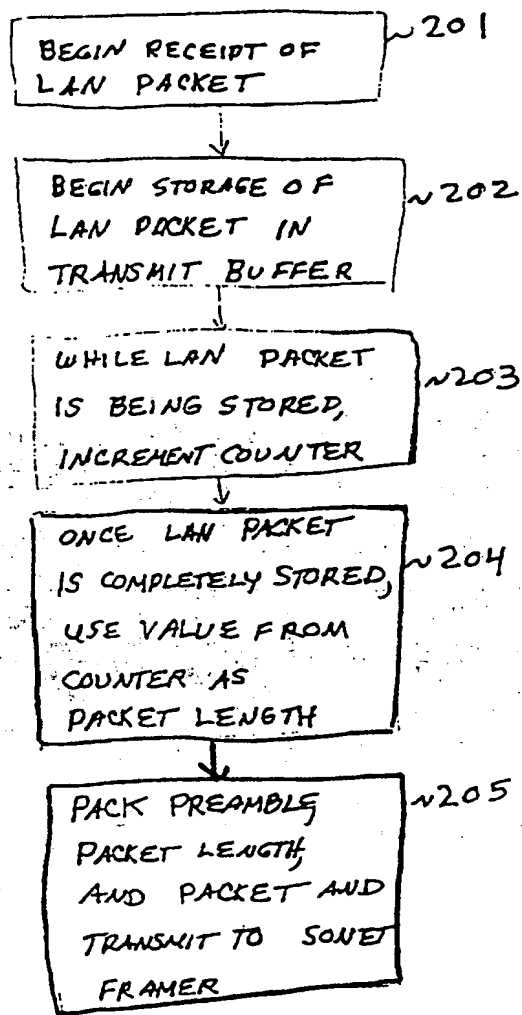 BEGIN RECEIPT OF
LAN PACKET
~201
BEGIN STORAGE OF
LAN PACKET IN
TRANSMIT BUFFER
~202
WHILE LAN PACKET
IS BEING STORED,
INCREMENT COUNTER
~203
ONCE LAN PACKET
IS COMPLETELY STORED,
USE VALUE FROM
COUNTER AS
PACKET LENGTH
~204
PACK PREAMBLE,
PACKET LENGTH,
AND PACKET AND
TRANSMIT TO SONET
FRAMER
~205